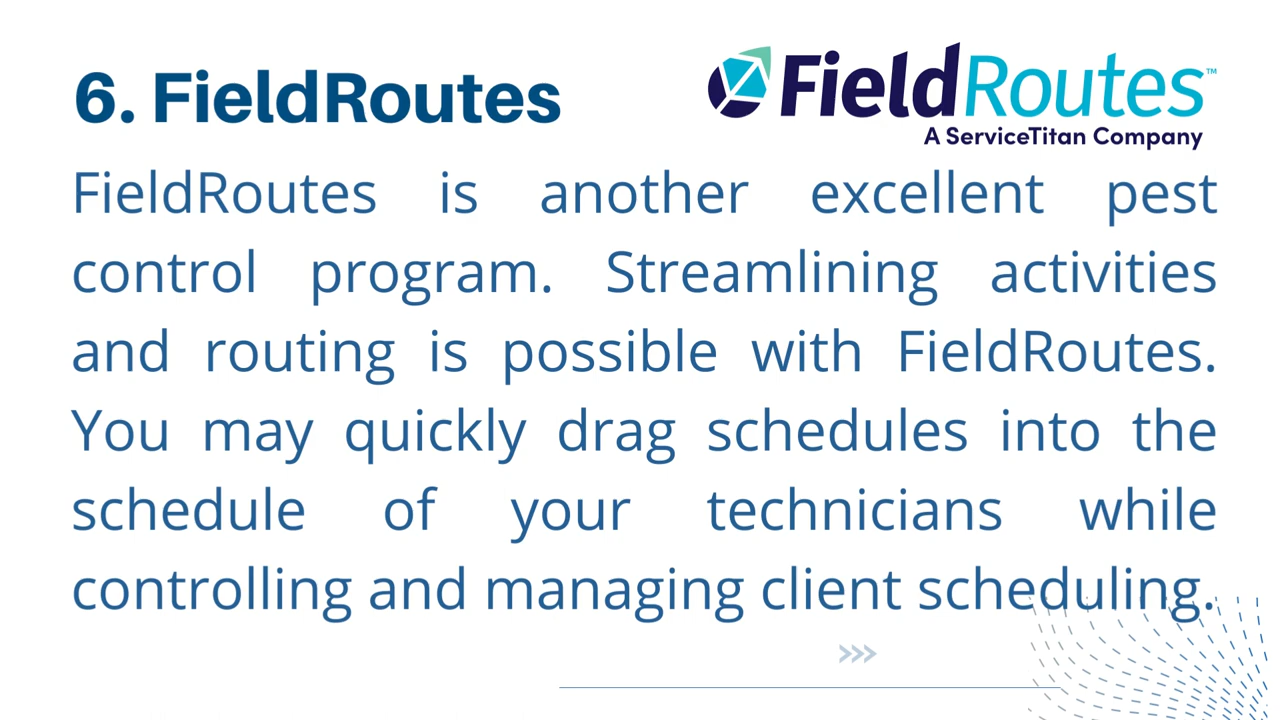 6. FieldRoutes
FieldRoutes™
A ServiceTitan Company
FieldRoutes is another excellent pest
control program. Streamlining activities
and routing is possible with FieldRoutes.
You may quickly drag schedules into the
schedule of your technicians while
controlling and managing client scheduling.